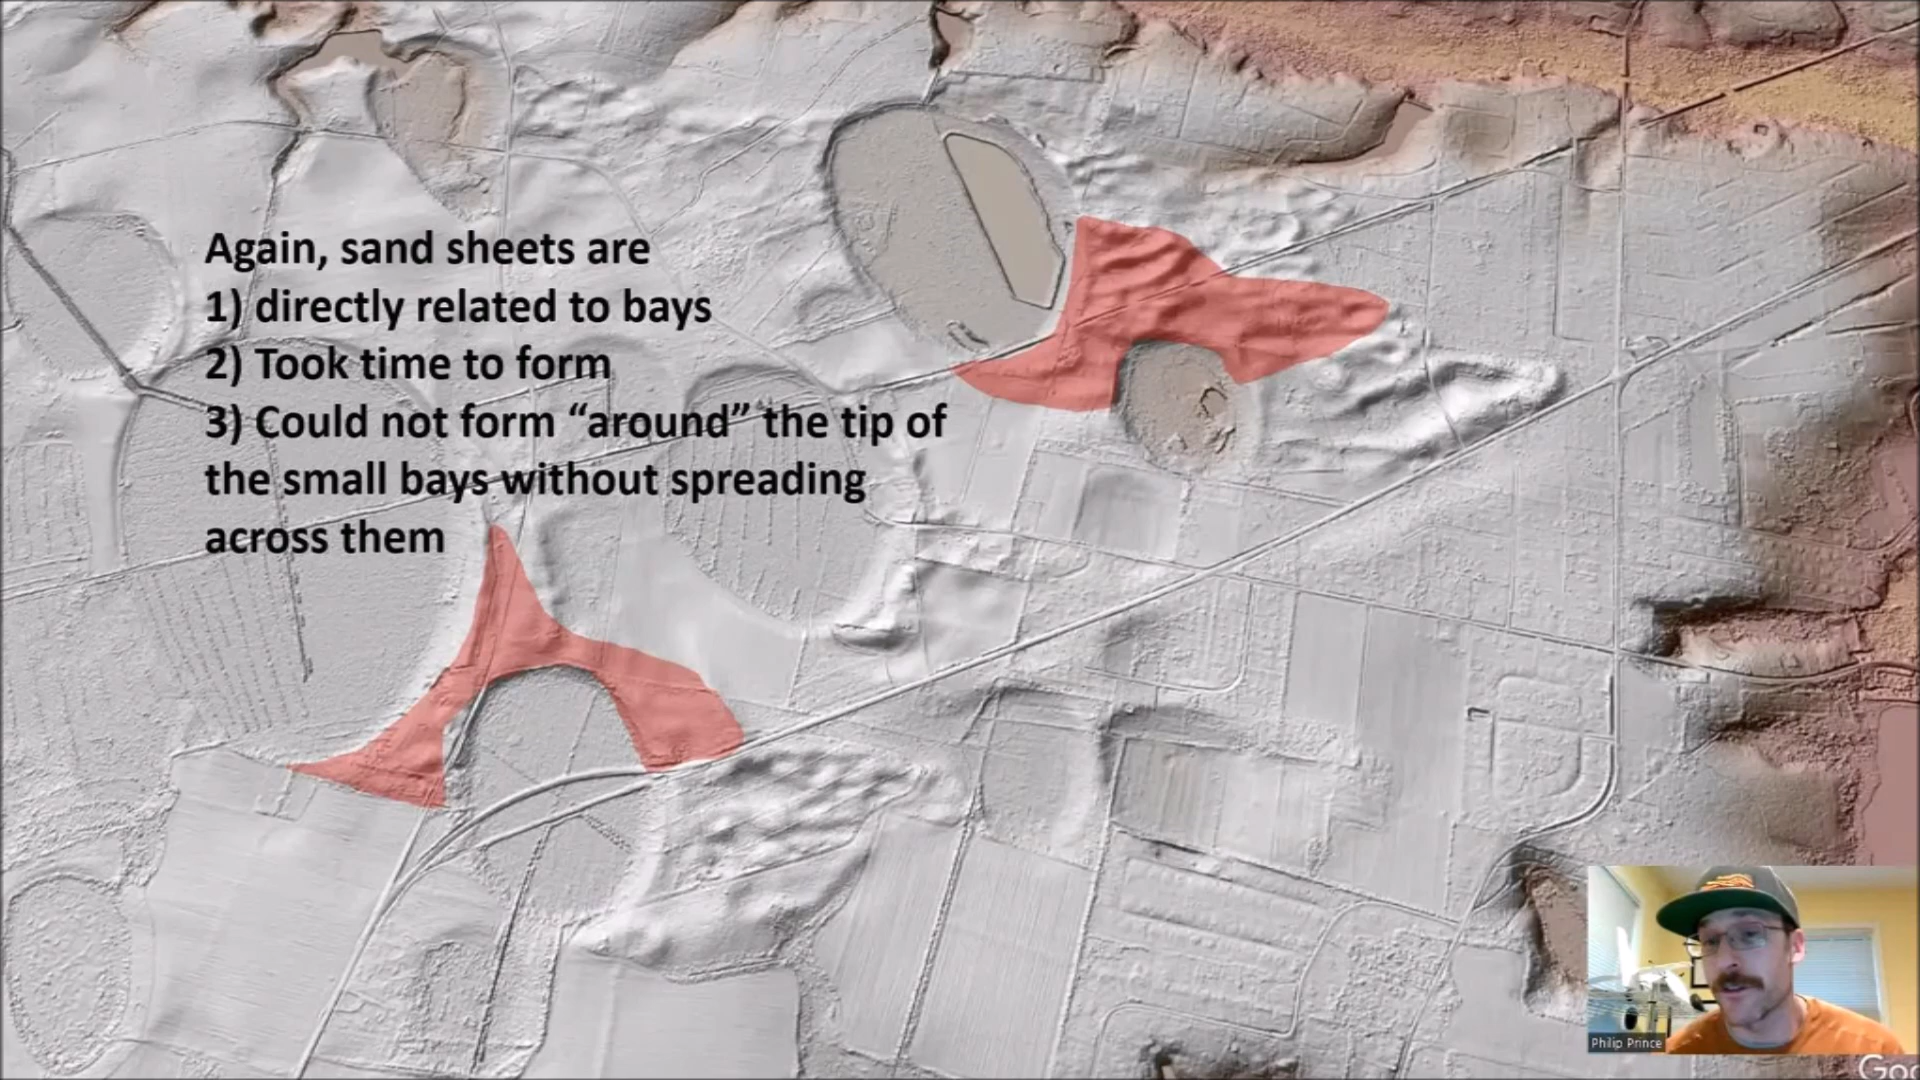 Again, sand sheets are
1) directly related to bays
2) Took time to form
3) Could not form “around” the tip of
the small bays without spreading
across them
Philip Prince
Goo